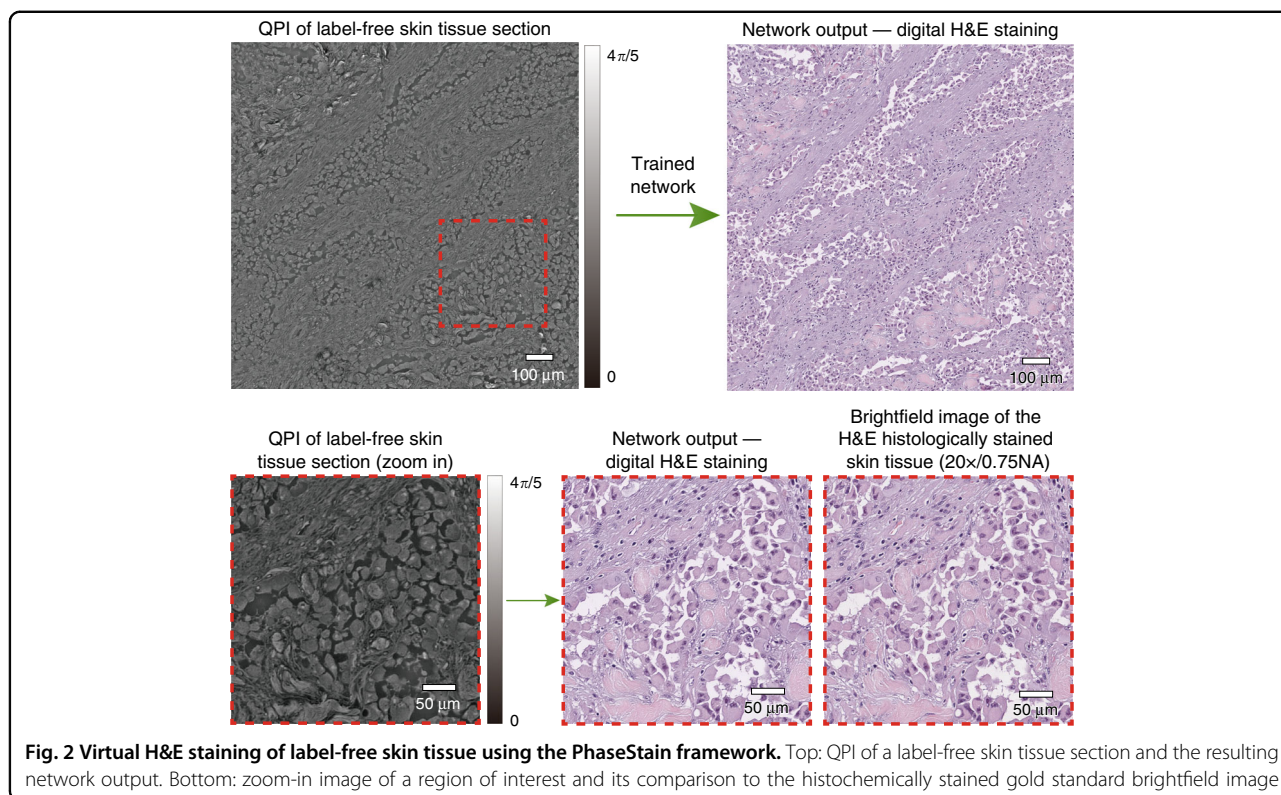 QPI of label-free skin tissue section
4π/5
0
100 μm
Trained
network
Network output — digital H&E staining
100 μm
QPI of label-free skin
tissue section (zoom in)
4π/5
0
50 μm
Network output —
digital H&E staining
50 μm
Brightfield image of the
H&E histologically stained
skin tissue (20×/0.75NA)
50 μm
Fig. 2 Virtual H&E staining of label-free skin tissue using the PhaseStain framework. Top: QPI of a label-free skin tissue section and the resulting
network output. Bottom: zoom-in image of a region of interest and its comparison to the histochemically stained gold standard brightfield image